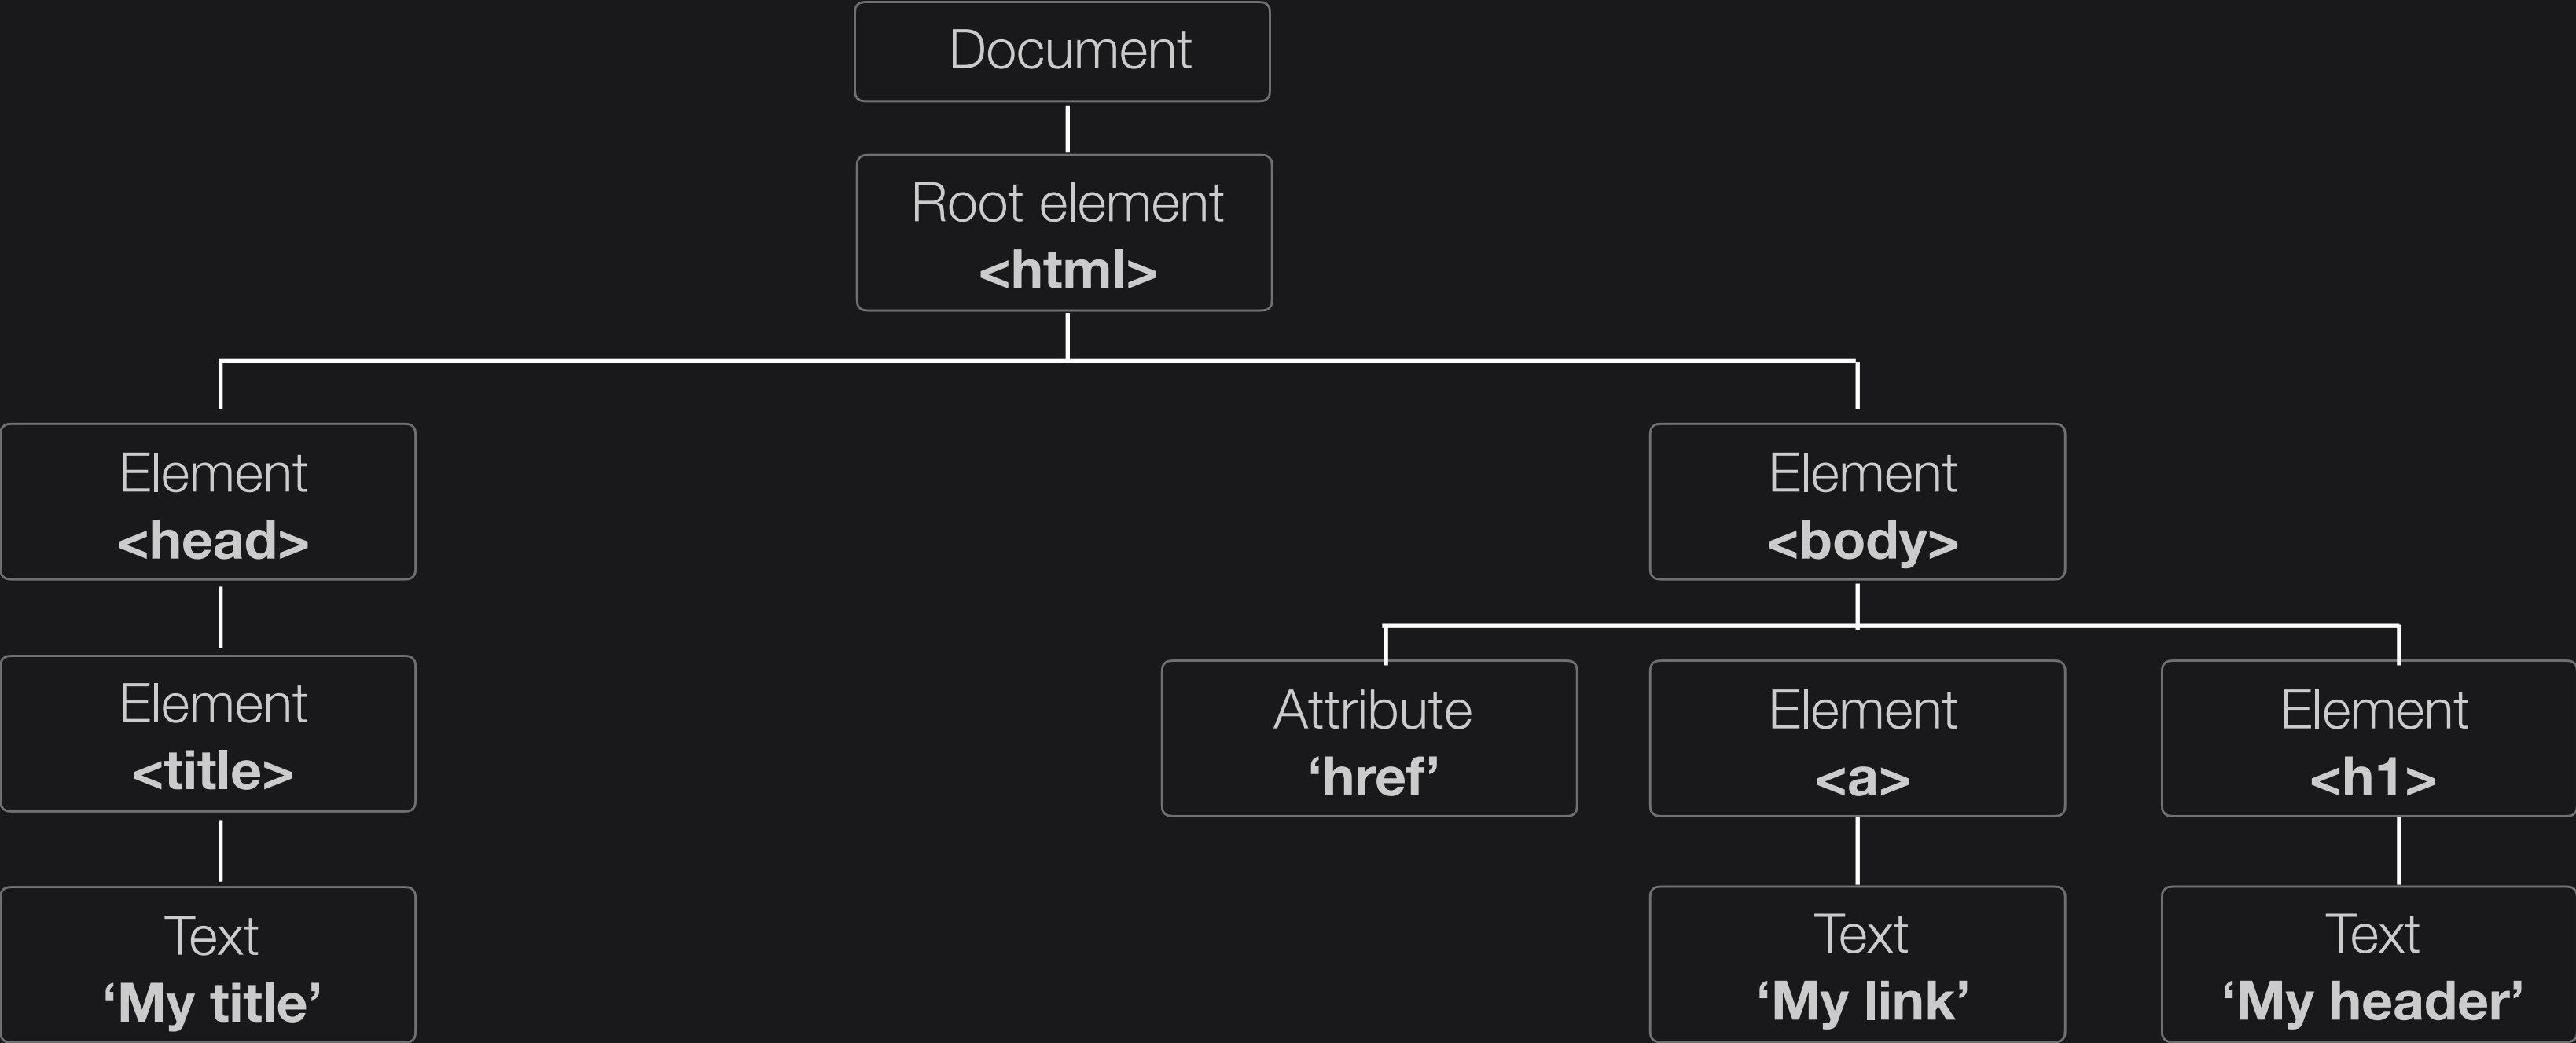 Document
Root element
<html>
Element
<head>
Element
<body>
Element
<title>
Attribute
‘href’
Element
<a>
Element
<h1>
Text
‘My title’
Text
‘My link’
Text
‘My header’